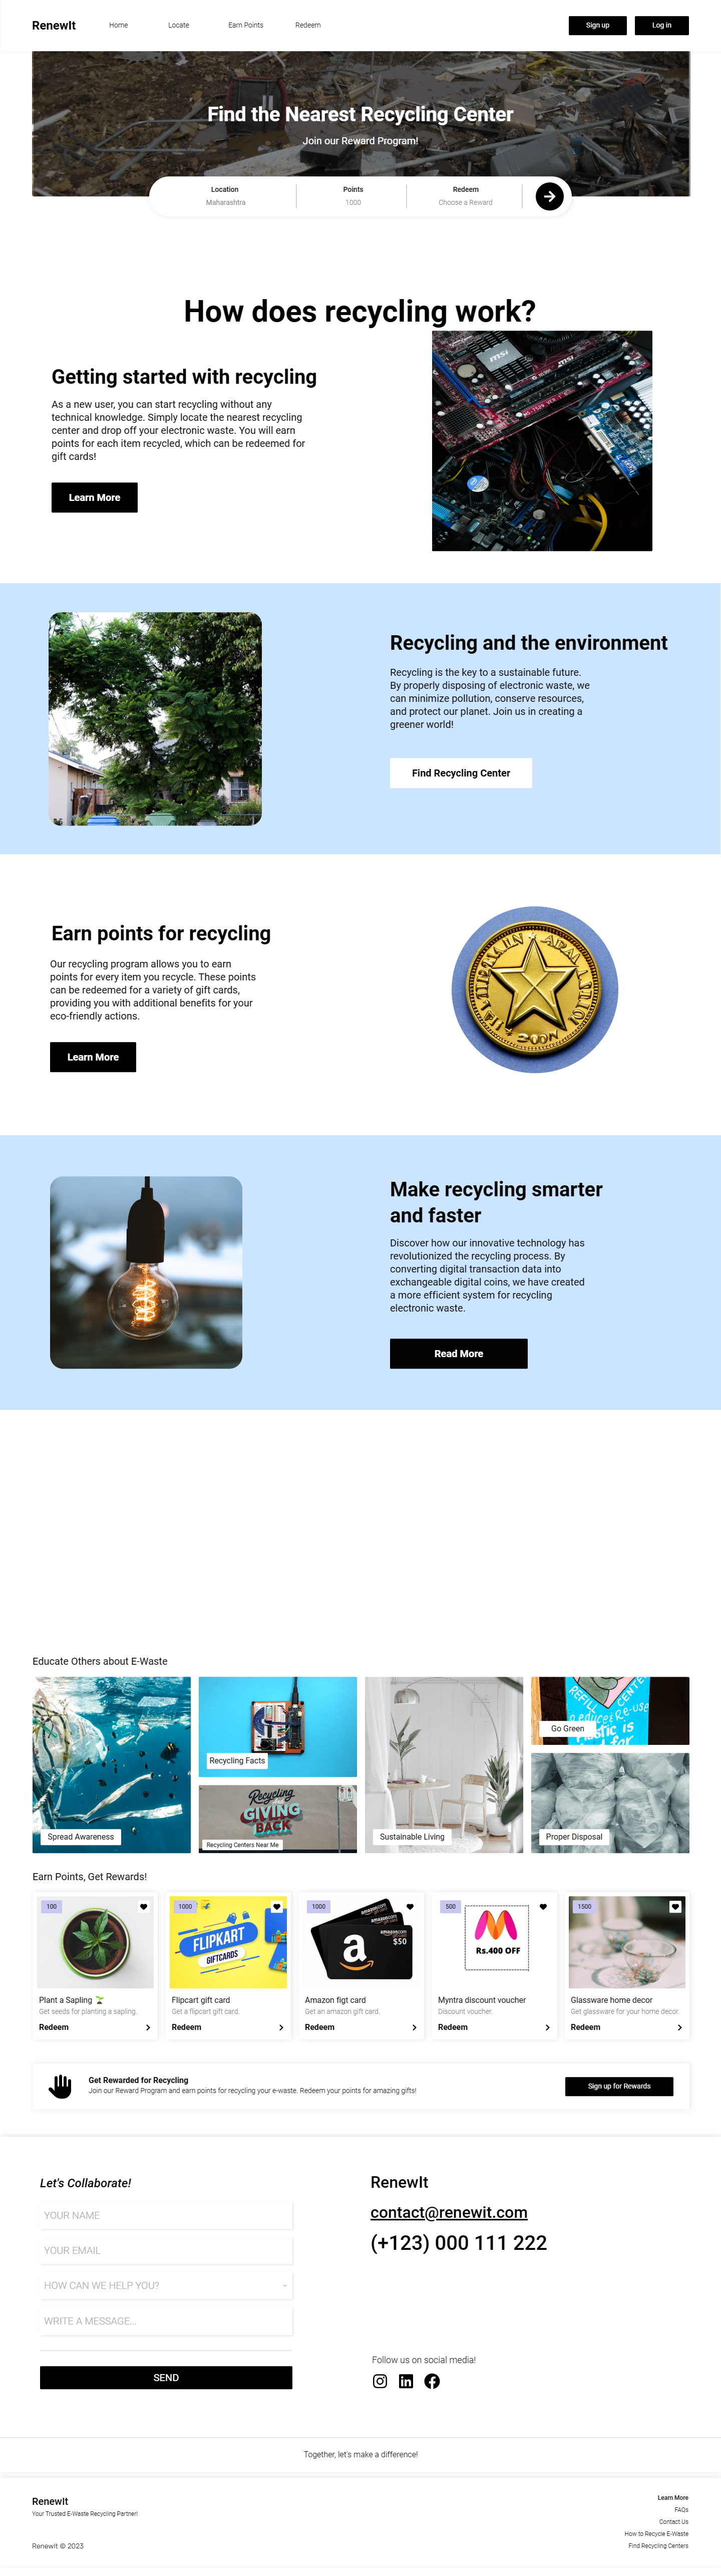 RenewIt
Home
Locate
Earn Points
Redeem
Sign up
Log in
Find the Nearest Recycling Center
Join our Reward Program!
Location
Maharashtra
Points
1000
Redeem
Choose a Reward
How does recycling work?
Getting started with recycling
As a new user, you can start recycling without any
technical knowledge. Simply locate the nearest recycling
center and drop off your electronic waste. You will earn
points for each item recycled, which can be redeemed for
gift cards!
Learn More
msi
msi
Recycling and the environment
Recycling is the key to a sustainable future.
By properly disposing of electronic waste, we
can minimize pollution, conserve resources,
and protect our planet. Join us in creating a
greener world!
Find Recycling Center
Earn points for recycling
Our recycling program allows you to earn
points for every item you recycle. These points
can be redeemed for a variety of gift cards,
providing you with additional benefits for your
eco-friendly actions.
Learn More
Make recycling smarter
and faster
Discover how our innovative technology has
revolutionized the recycling process. By
converting digital transaction data into
exchangeable digital coins, we have created
a more efficient system for recycling
electronic waste.
Read More
Educate Others about E-Waste
Spread Awareness
Recycling Facts
Recycling
GIVING
BACK
Recycling Centers Near Me
Sustainable Living
REFILL
Go Green
Proper Disposal
Earn Points, Get Rewards!
100
Plant a Sapling
Get seeds for planting a sapling.
Redeem
1000
FLIPKART
GIFTCARDS
Flipcart gift card
Get a flipcart gift card.
Redeem
1000
amazon.com
amazon.com
amazon.com
$50
Amazon figt card
Get an amazon gift card.
Redeem
500
Rs.400 OFF
Myntra discount voucher
Discount voucher.
Redeem
1500
Glassware home decor
Get glassware for your home decor.
Redeem
Get Rewarded for Recycling
Join our Reward Program and earn points for recycling your e-waste. Redeem your points for amazing gifts!
Sign up for Rewards
Let's Collaborate!
YOUR NAME
YOUR EMAIL
HOW CAN WE HELP YOU?
WRITE A MESSAGE...
SEND
RenewIt
contact@renewit.com
(+123) 000 111 222
Follow us on social media!
Together, let's make a difference!
RenewIt
Your Trusted E-Waste Recycling Partner!
RenewIt © 2023
Learn More
FAQs
Contact Us
How to Recycle E-Waste
Find Recycling Centers